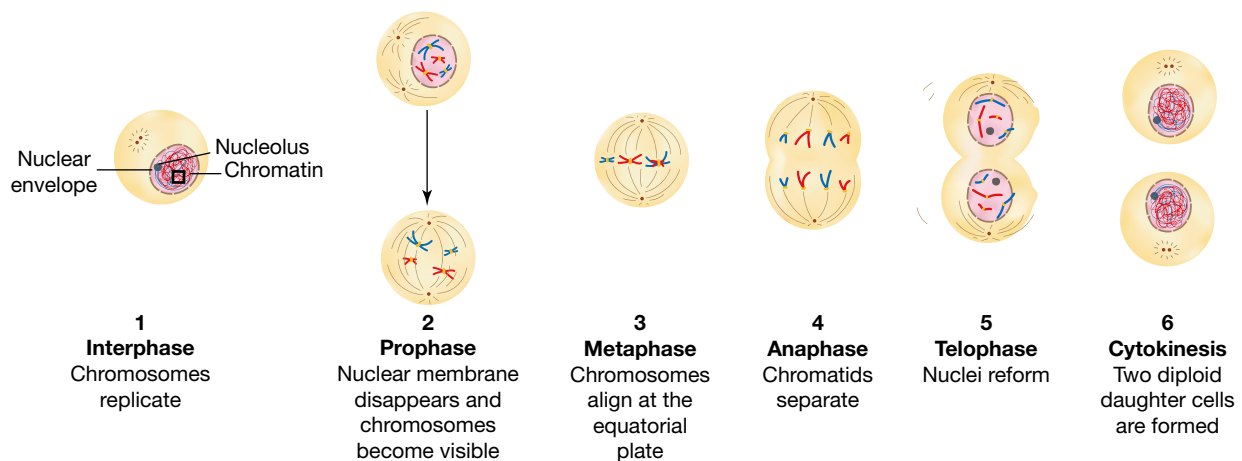 Nucleolus
Nuclear
envelope
Chromatin
1
Interphase
Chromosomes
replicate
2
Prophase
Nuclear membrane
disappears and
chromosomes
become visible
3
Metaphase
Chromosomes
align at the
equatorial
plate
4
Anaphase
Chromatids
separate
5
Telophase
Nuclei reform
6
Cytokinesis
Two diploid
daughter cells
are formed